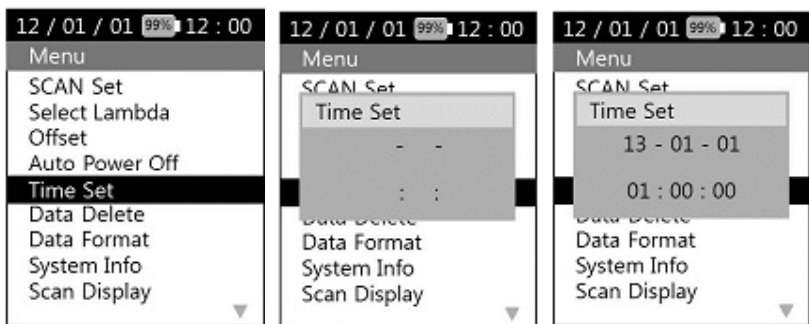 12 / 01 / 01 99% 12 : 00
Menu
SCAN Set
Select Lambda
Offset
Auto Power Off
Time Set
Data Delete
Data Format
System Info
Scan Display
12 / 01 / 01 99% 12 : 00
Menu
SCAN Set
Time Set
- -
: :
Data Delete
Data Format
System Info
Scan Display
12 / 01 / 01 99% 12 : 00
Menu
SCAN Set
Time Set
13 - 01 - 01
01 : 00 : 00
Data Delete
Data Format
System Info
Scan Display